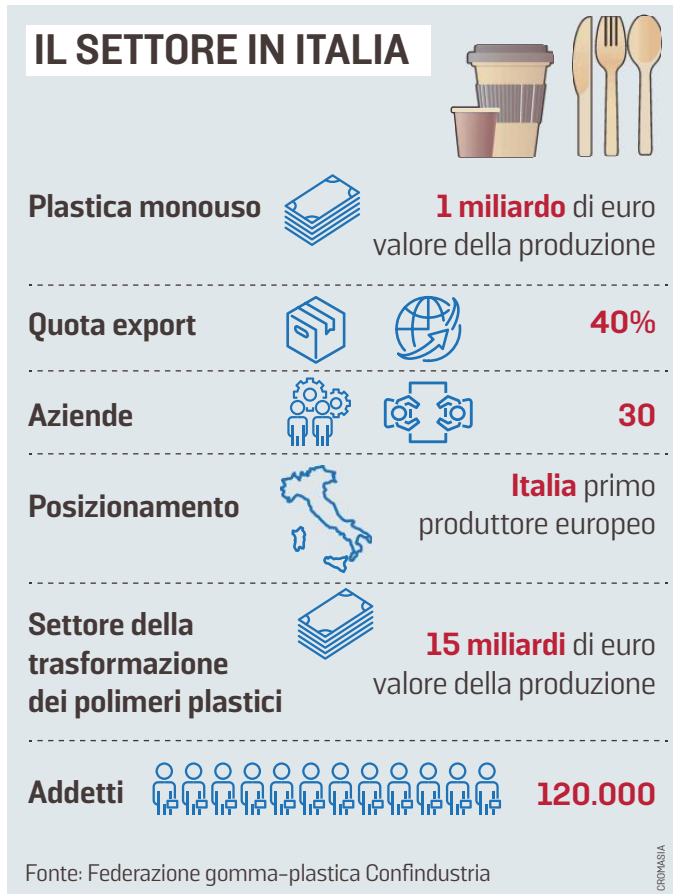 IL SETTORE IN ITALIA
Plastica monouso
1 miliardo di euro
valore della produzione
Quota export
40%
Aziende
30
Posizionamento
Italia primo
produttore europeo
Settore della
trasformazione
dei polimeri plastici
15 miliardi di euro
valore della produzione
Addetti
120.000
Fonte: Federazione gomma-plastica Confindustria
CROMASIA